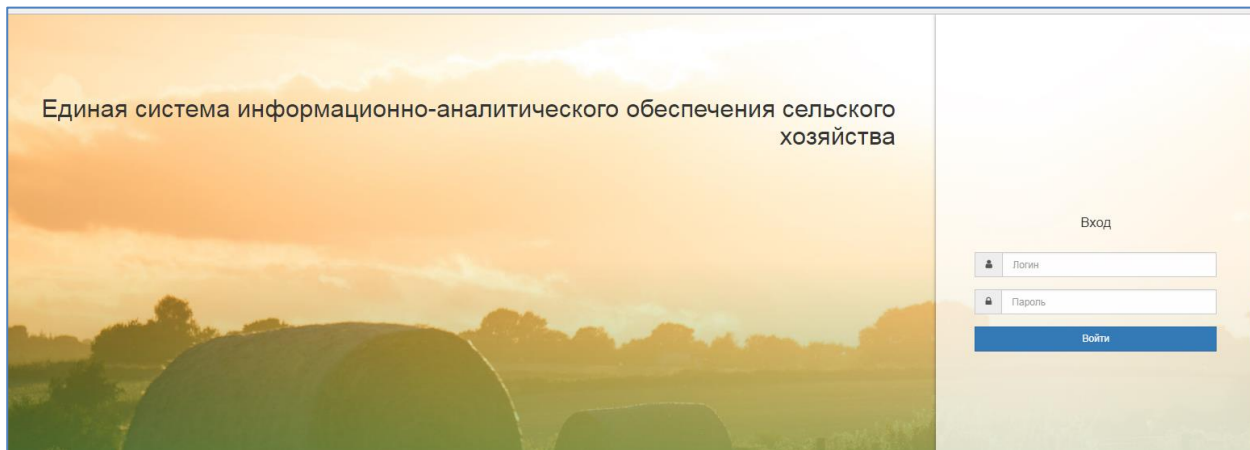 Единая система информационно-аналитического обеспечения сельского
хозяйства
Вход
Логин
Пароль
Войти